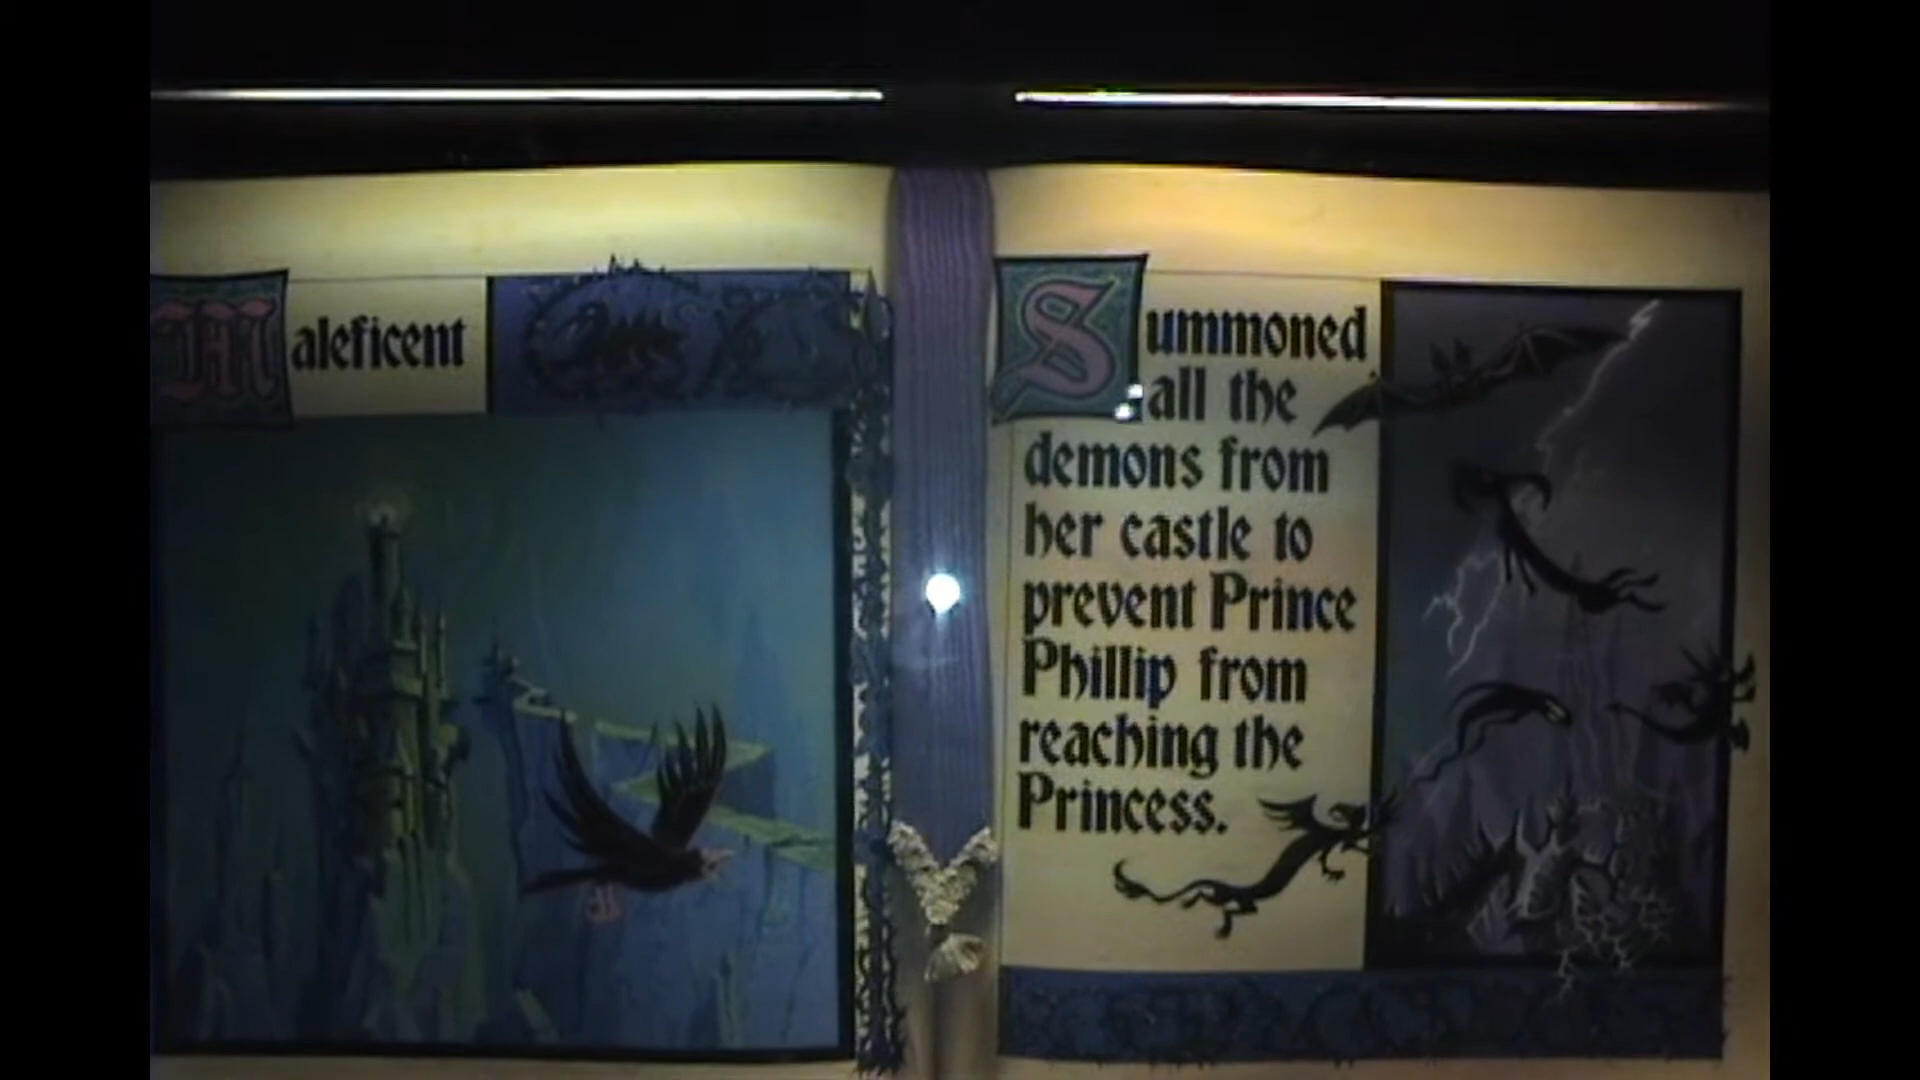 Maleficent
Summoned
all the
demons from
her castle to
prevent Prince
Phillip from
reaching the
Princess.